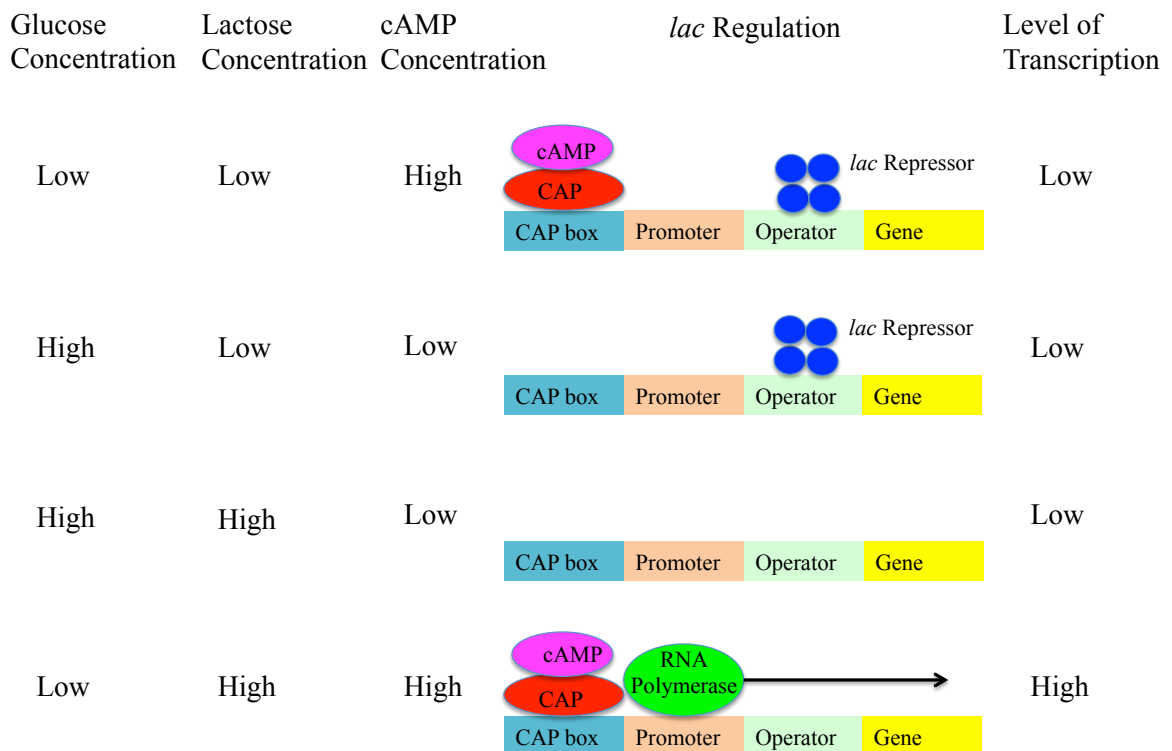 Glucose Concentration
Lactose Concentration
cAMP Concentration
lac Regulation
Level of Transcription
Low
Low
High
cAMP
CAP
lac Repressor
CAP box
Promoter
Operator
Gene
Low
High
Low
Low
lac Repressor
CAP box
Promoter
Operator
Gene
Low
High
High
Low
CAP box
Promoter
Operator
Gene
Low
Low
High
High
cAMP
CAP
RNA
Polymerase
CAP box
Promoter
Operator
Gene
High